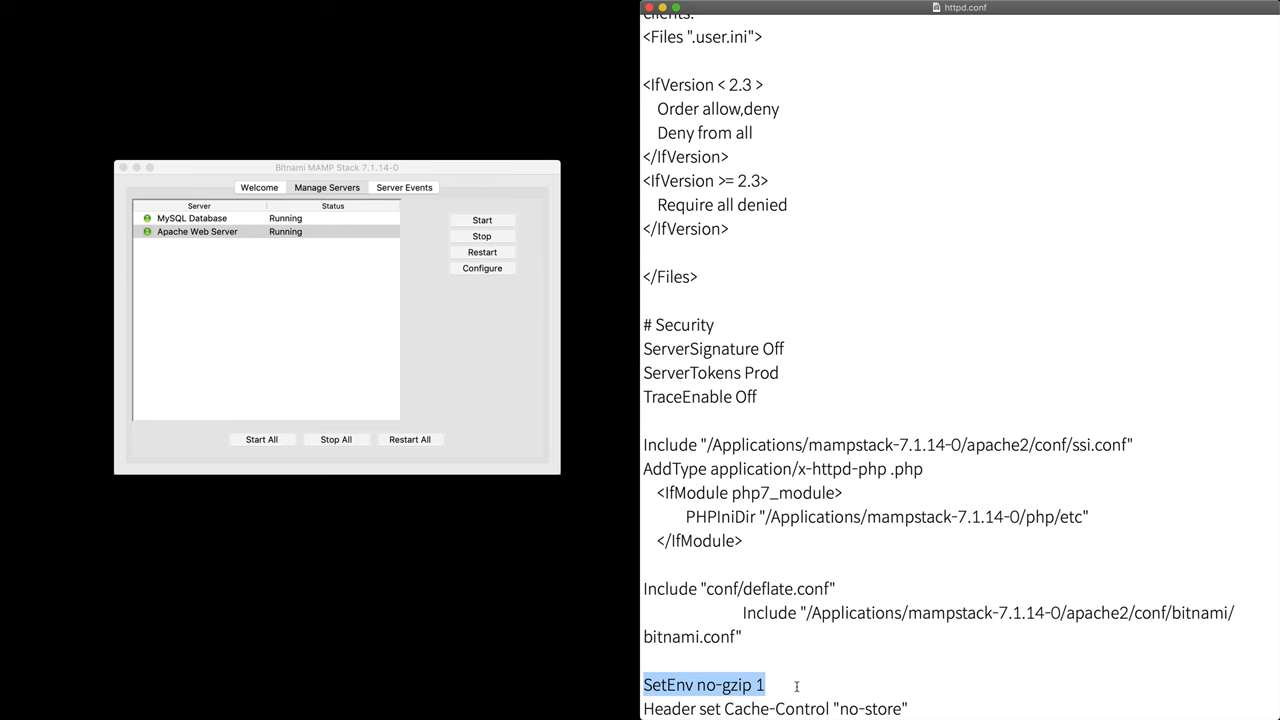 Bitnami MAMP Stack 7.1.14-0
Welcome
Manage Servers
Server Events
Server
Status
MySQL Database
Running
Apache Web Server
Running
Start
Stop
Restart
Configure
Start All
Stop All
Restart All
httpd.conf
clients.
<Files ".user.ini">
<IfVersion < 2.3 >
Order allow,deny
Deny from all
</IfVersion>
<IfVersion >= 2.3>
Require all denied
</IfVersion>
</Files>
# Security
ServerSignature Off
ServerTokens Prod
TraceEnable Off
Include "/Applications/mampstack-7.1.14-0/apache2/conf/ssi.conf"
AddType application/x-httpd-php .php
<IfModule php7_module>
PHPIniDir "/Applications/mampstack-7.1.14-0/php/etc"
</IfModule>
Include "conf/deflate.conf"
Include "/Applications/mampstack-7.1.14-0/apache2/conf/bitnami/
bitnami.conf"
SetEnv no-gzip 1
Header set Cache-Control "no-store"